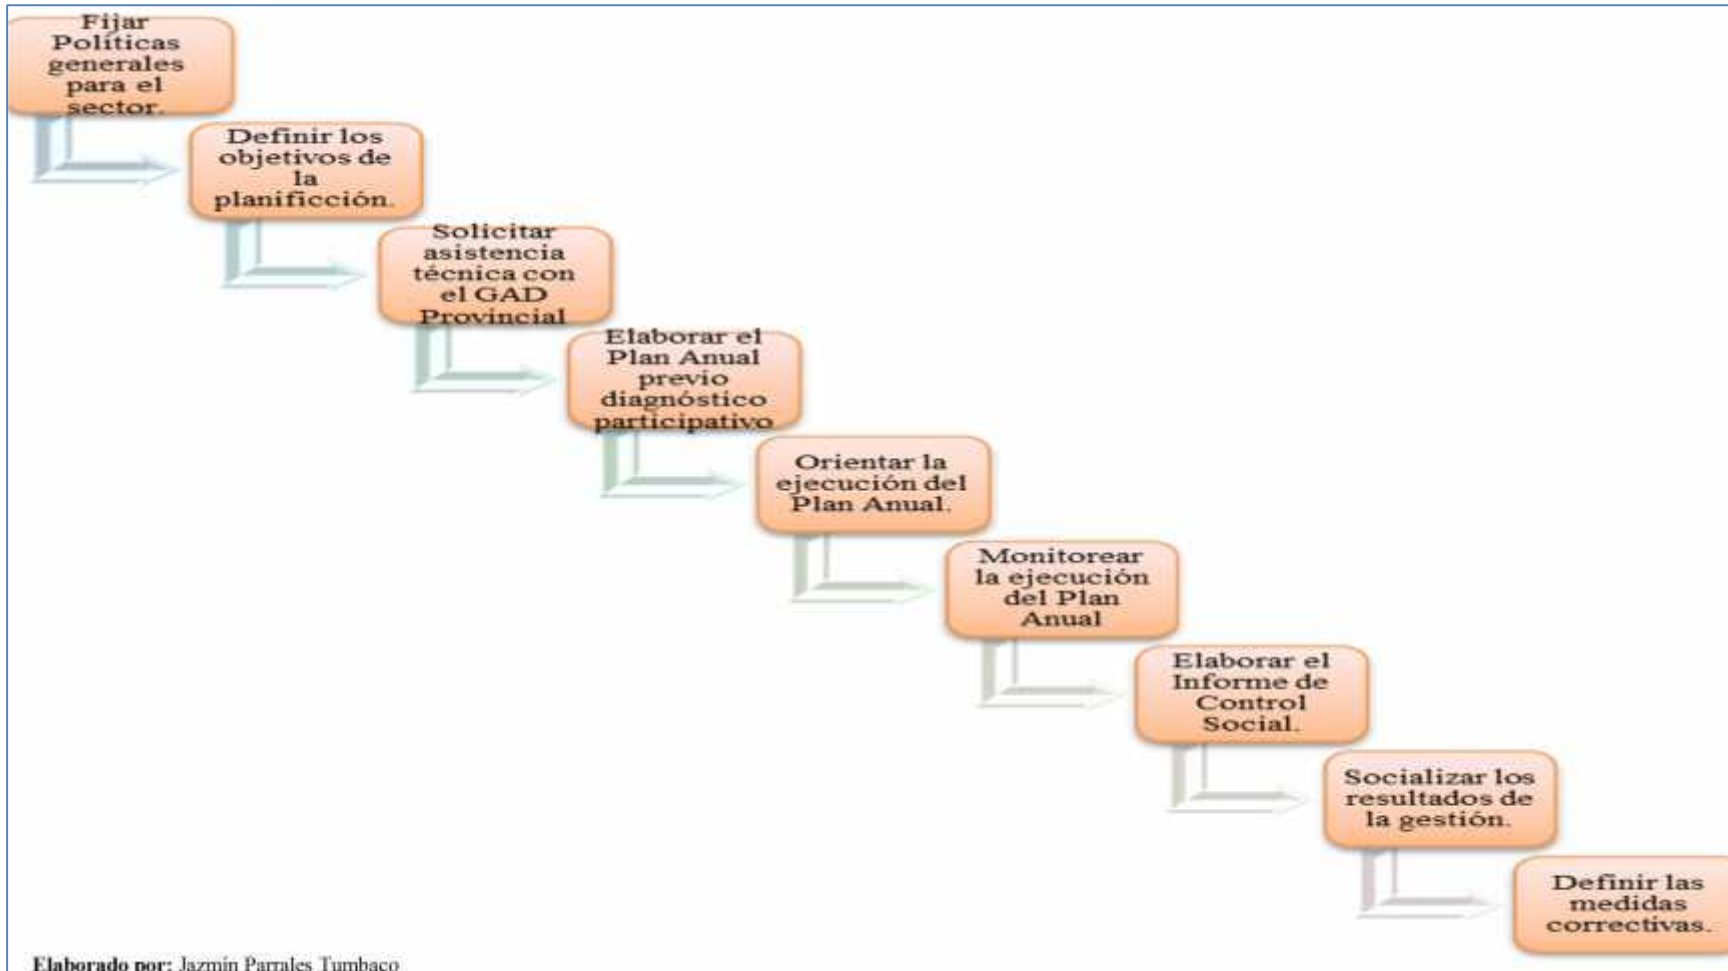 Fijar
Políticas
generales
para el
sector.
Definir los
objetivos de
la
planificción.
Solicitar
asistencia
técnica con
el GAD
Provincial
Elaborar el
Plan Anual
previo
diagnóstico
participativo
Orientar la
ejecución del
Plan Anual.
Monitorear
la ejecución
del Plan
Anual
Elaborar el
Informe de
Control
Social.
Socializar los
resultados de
la gestión.
Definir las
medidas
correctivas.
Elaborado por: Jazmín Parrales Tumbaco